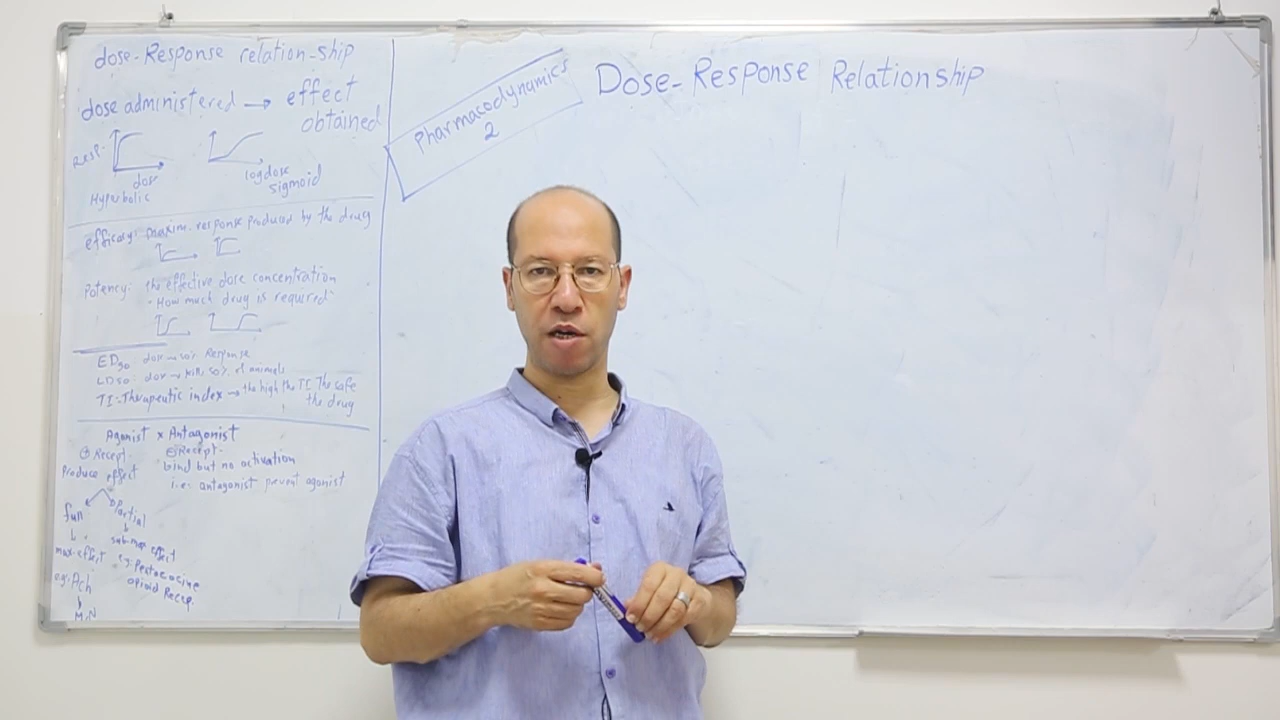 dose-Response relation-ship
dose administered → effect
obtained
Resp.
dose
Hyperbolic
log dose
sigmoid
efficacy: maxim. response produced by the drug
Potency: the effective dose concentration
"How much drug is required"
ED50 dose → 50% Response
LD50: dose → kills 50% of animals
TI: Therapeutic index → the high the TI The safe
the drug
Agonist x Antagonist
⊕ Recept.
Produce effect
full
Partial
max-effect
sub-max effect
e.g. Ach
M,N
e.g. Pentazocine
opioid Recep.
⊖ Recept.
bind but no activation
i.e. antagonist prevent agonist
Pharmacodynamics
2
Dose-Response Relationship